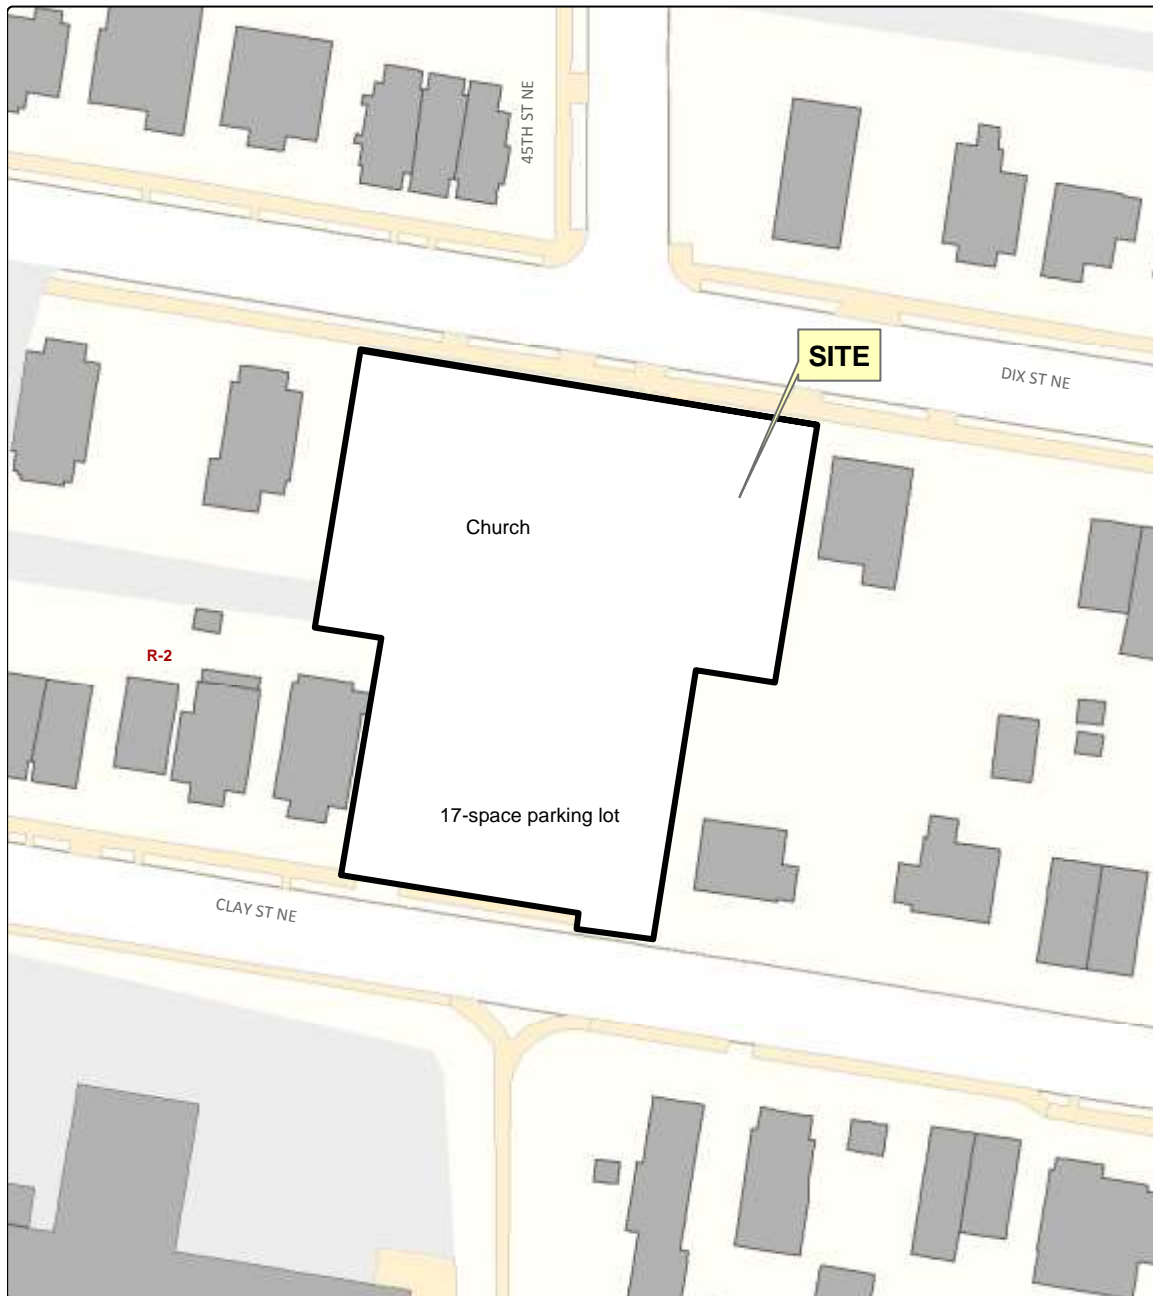 45TH ST NE
SITE
DIX ST NE
Church
R-2
17-space parking lot
CLAY ST NE